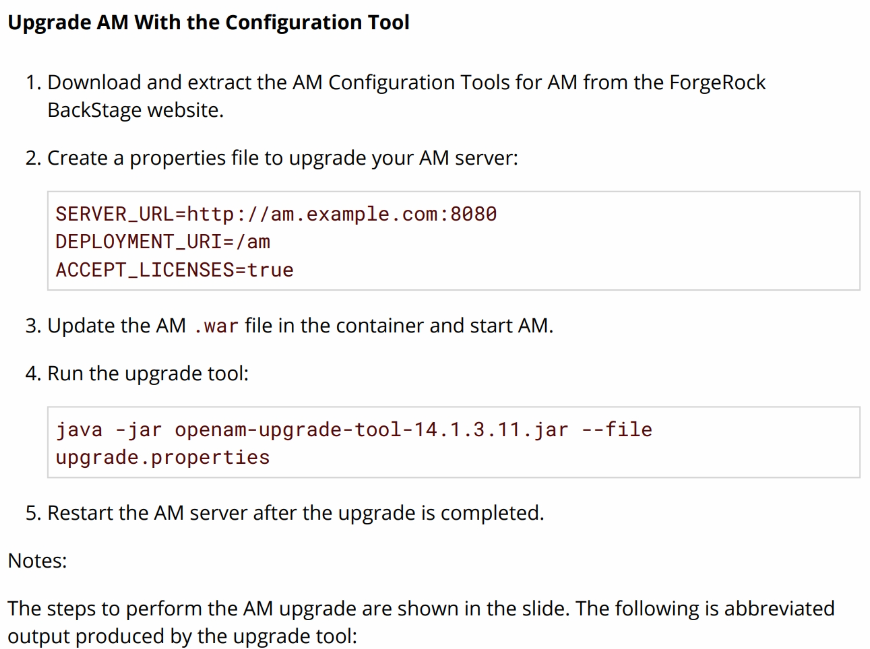 Upgrade AM With the Configuration Tool
1. Download and extract the AM Configuration Tools for AM from the ForgeRock
BackStage website.
2. Create a properties file to upgrade your AM server:
SERVER_URL=http://am.example.com:8080
DEPLOYMENT_URI=/am
ACCEPT_LICENSES=true
3. Update the AM .war file in the container and start AM.
4. Run the upgrade tool:
java -jar openam-upgrade-tool-14.1.3.11.jar --file
upgrade.properties
5. Restart the AM server after the upgrade is completed.
Notes:
The steps to perform the AM upgrade are shown in the slide. The following is abbreviated
output produced by the upgrade tool: